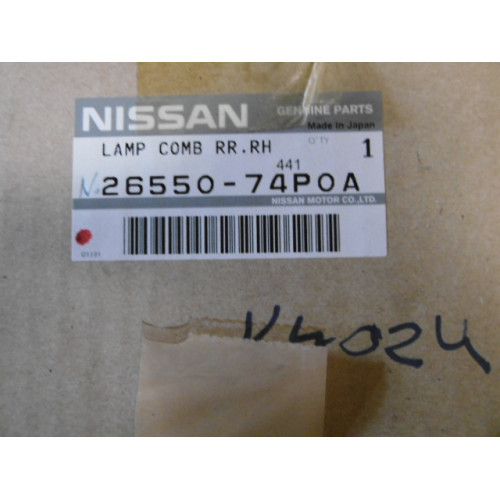 NISSAN GENUINE PARTS
Made In Japan
LAMP COMB RR.RH Q'TY 1
441
N. 26550-74P0A
NISSAN MOTOR CO.,LTD.